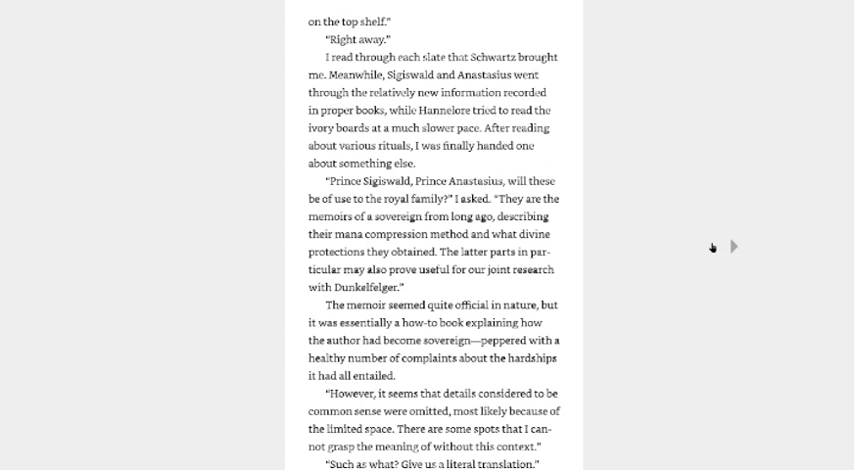 on the top shelf.”
“Right away.”
I read through each slate that Schwartz brought
me. Meanwhile, Sigiswald and Anastasius went
through the relatively new information recorded
in proper books, while Hannelore tried to read the
ivory boards at a much slower pace. After reading
about various rituals, I was finally handed one
about something else.
“Prince Sigiswald, Prince Anastasius, will these
be of use to the royal family?” I asked. “They are the
memoirs of a sovereign from long ago, describing
their mana compression method and what divine
protections they obtained. The latter parts in par-
ticular may also prove useful for our joint research
with Dunkelfelger.”
The memoir seemed quite official in nature, but
it was essentially a how-to book explaining how
the author had become sovereign—peppered with a
healthy number of complaints about the hardships
it had all entailed.
“However, it seems that details considered to be
common sense were omitted, most likely because of
the limited space. There are some spots that I can-
not grasp the meaning of without this context.”
“Such as what? Give us a literal translation.”